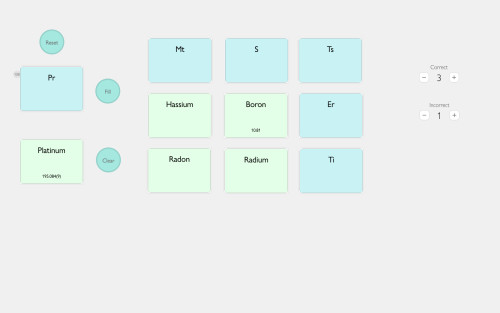 Reset
Mt
S
Ts
Correct
Pr
− 3 +
Fill
Hassium
Boron
10.81
Er
Incorrect
− 1 +
Platinum
195.084(9)
Clear
Radon
Radium
Ti